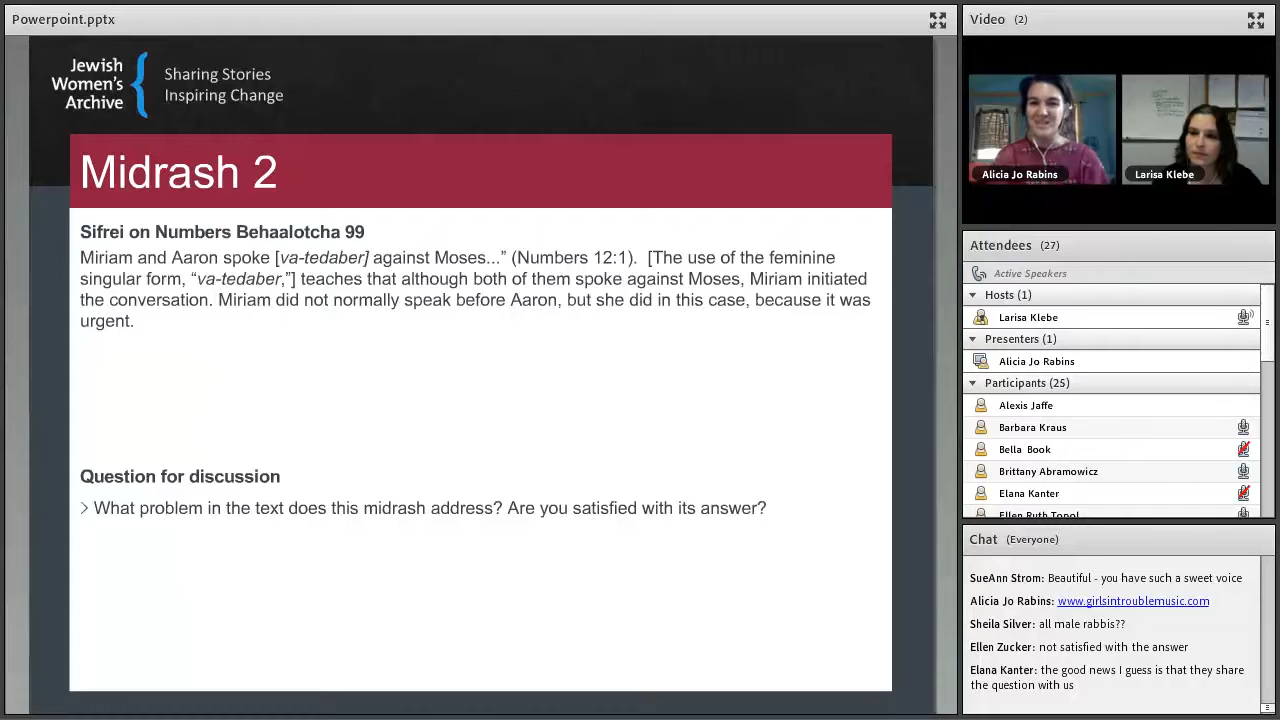 Powerpoint.pptx
Jewish
Women's
Archive
Sharing Stories
Inspiring Change
Midrash 2
Sifrei on Numbers Behaalotcha 99
Miriam and Aaron spoke [va-tedaber] against Moses...” (Numbers 12:1).  [The use of the feminine
singular form, “va-tedaber,”] teaches that although both of them spoke against Moses, Miriam initiated
the conversation. Miriam did not normally speak before Aaron, but she did in this case, because it was
urgent.
Question for discussion
> What problem in the text does this midrash address? Are you satisfied with its answer?
Video (2)
Alicia Jo Rabins
Larisa Klebe
Attendees (27)
Active Speakers
Hosts (1)
Larisa Klebe
Presenters (1)
Alicia Jo Rabins
Participants (25)
Alexis Jaffe
Barbara Kraus
Bella Book
Brittany Abramowicz
Elana Kanter
Ellen Ruth Topol
Chat (Everyone)
SueAnn Strom: Beautiful - you have such a sweet voice
Alicia Jo Rabins: www.girlsintroublemusic.com
Sheila Silver: all male rabbis??
Ellen Zucker: not satisfied with the answer
Elana Kanter: the good news I guess is that they share
the question with us